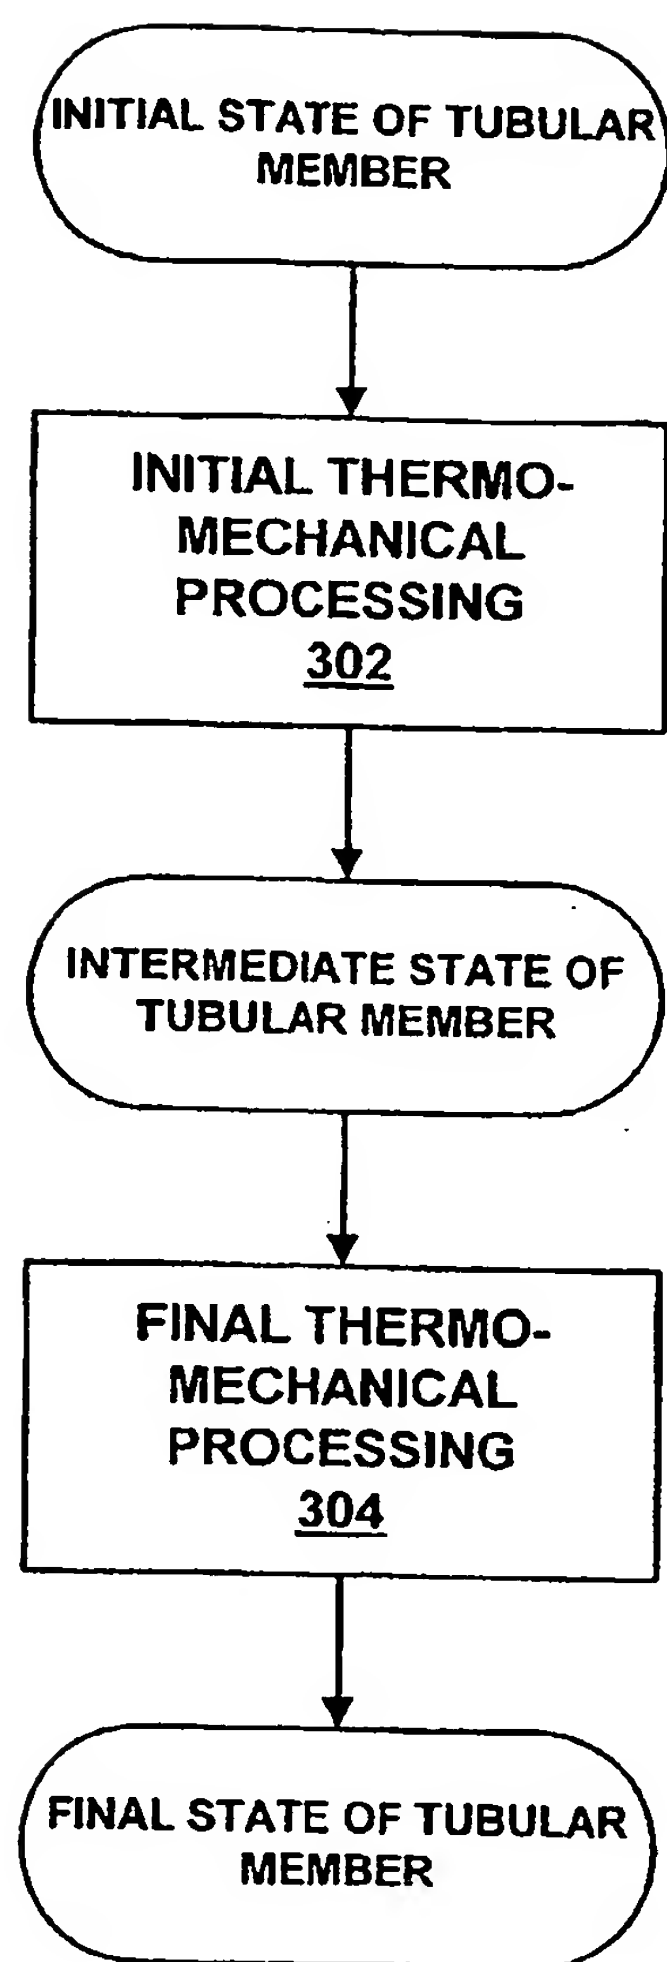 INITIAL STATE OF TUBULAR
MEMBER
INITIAL THERMO-
MECHANICAL
PROCESSING
302
INTERMEDIATE STATE OF
TUBULAR MEMBER
FINAL THERMO-
MECHANICAL
PROCESSING
304
FINAL STATE OF TUBULAR
MEMBER